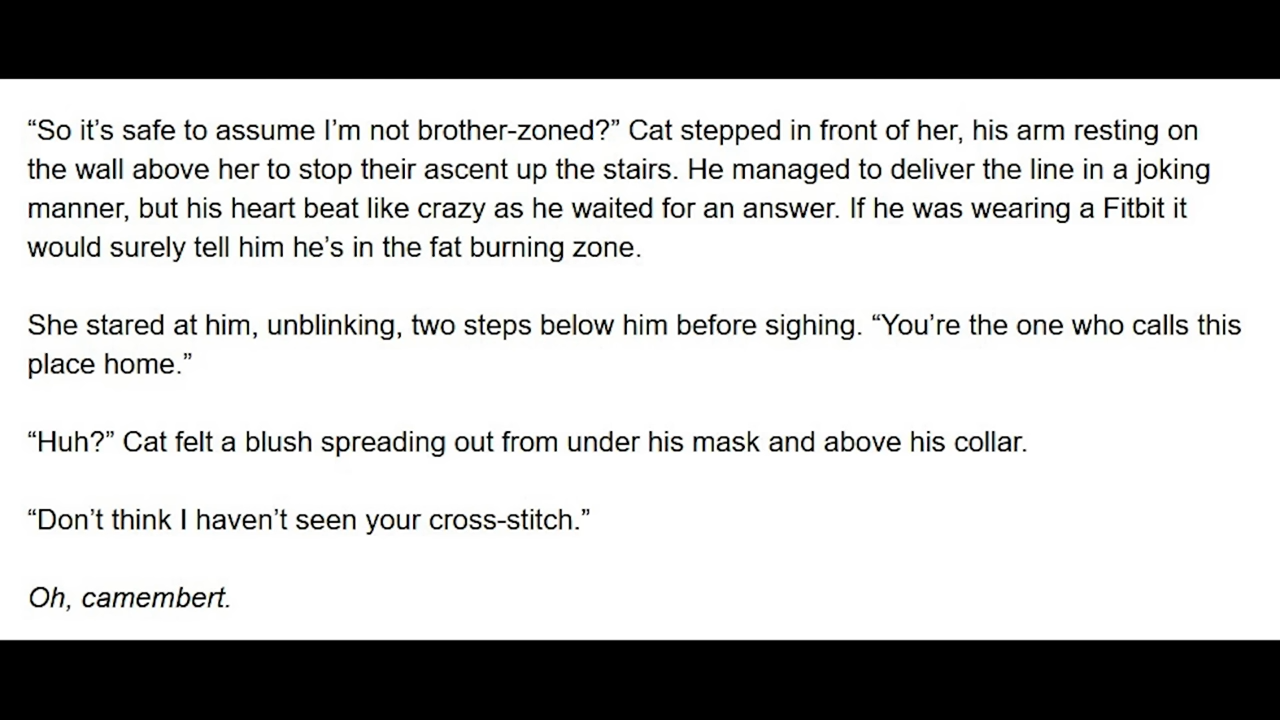 “So it’s safe to assume I’m not brother-zoned?” Cat stepped in front of her, his arm resting on
the wall above her to stop their ascent up the stairs. He managed to deliver the line in a joking
manner, but his heart beat like crazy as he waited for an answer. If he was wearing a Fitbit it
would surely tell him he’s in the fat burning zone.
She stared at him, unblinking, two steps below him before sighing. “You’re the one who calls this
place home.”
“Huh?” Cat felt a blush spreading out from under his mask and above his collar.
“Don’t think I haven’t seen your cross-stitch.”
Oh, camembert.